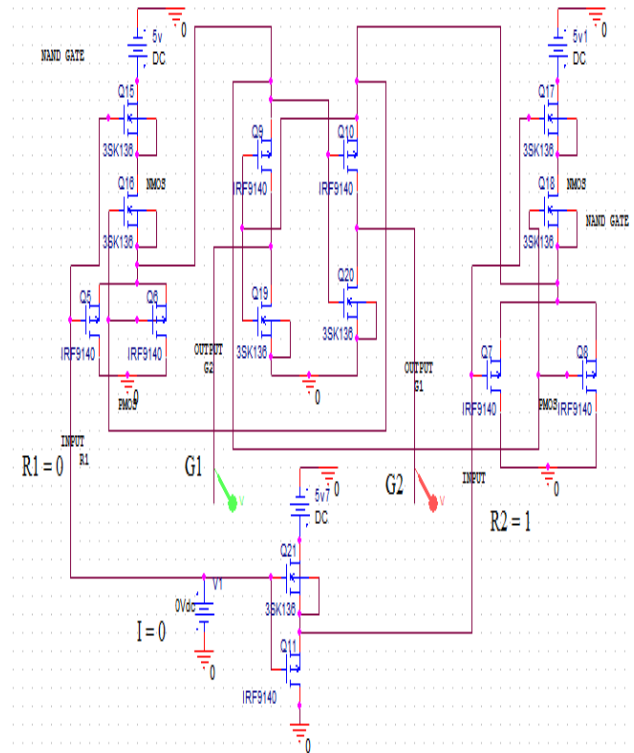 0
5v
DC
NAND GATE
Q15
3SK136
Q16
NMOS
3SK136
Q5
Q6
IRF9140
IRF9140
0
PMOS
INPUT
R1
R1 = 0
Q9
Q10
IRF9140
IRF9140
Q19
Q20
3SK136
3SK136
OUTPUT
G2
OUTPUT
G1
0
G1
V
G2
V
0
5v1
DC
Q17
3SK136
Q18
NMOS
NAND GATE
3SK136
Q7
Q8
IRF9140
PMOS
IRF9140
INPUT
0
R2 = 1
0
5v7
DC
Q21
3SK136
V1
0Vdc
I = 0
0
Q11
IRF9140
0